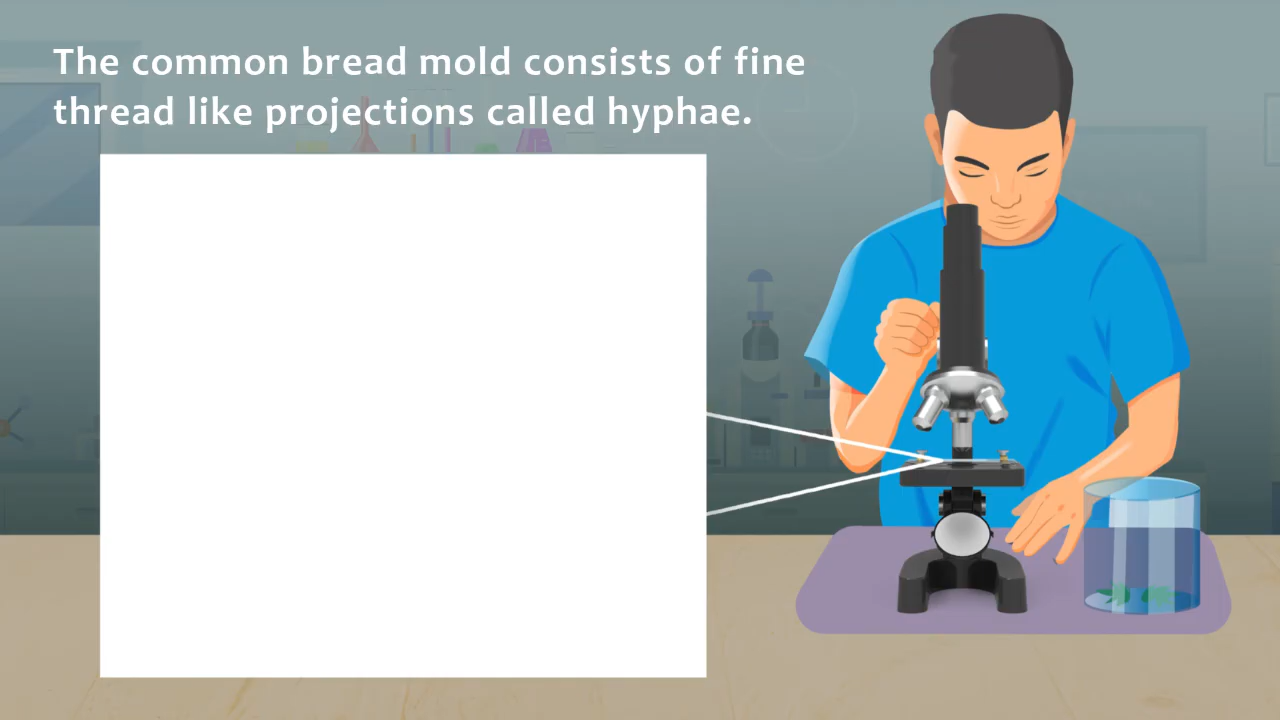 The common bread mold consists of fine
thread like projections called hyphae.